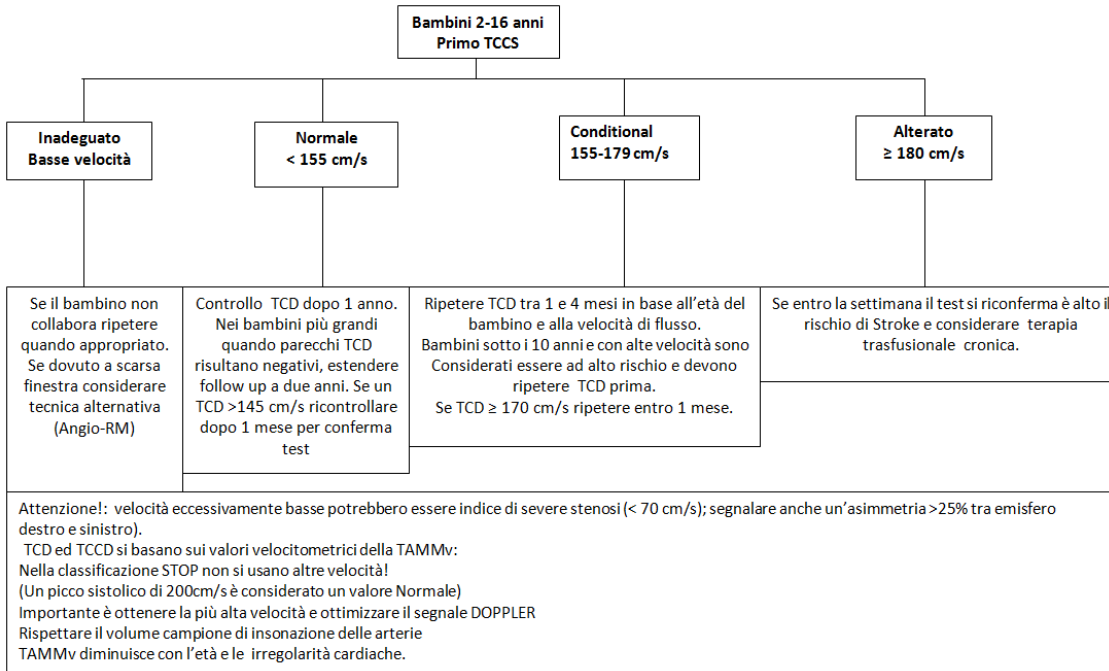 Bambini 2-16 anni
Primo TCCS
Inadeguato
Basse velocità
Normale
< 155 cm/s
Conditional
155-179 cm/s
Alterato
≥ 180 cm/s
Se il bambino non
collabora ripetere
quando appropriato.
Se dovuto a scarsa
finestra considerare
tecnica alternativa
(Angio-RM)
Controllo TCD dopo 1 anno.
Nei bambini più grandi
quando parecchi TCD
risultano negativi, estendere
follow up a due anni. Se un
TCD >145 cm/s ricontrollare
dopo 1 mese per conferma
test
Ripetere TCD tra 1 e 4 mesi in base all'età del
bambino e alla velocità di flusso.
Bambini sotto i 10 anni e con alte velocità sono
Considerati essere ad alto rischio e devono
ripetere TCD prima.
Se TCD ≥ 170 cm/s ripetere entro 1 mese.
Se entro la settimana il test si riconferma è alto il
rischio di Stroke e considerare terapia
trasfusionale cronica.
Attenzione!: velocità eccessivamente basse potrebbero essere indice di severe stenosi (< 70 cm/s); segnalare anche un'asimmetria >25% tra emisfero
destro e sinistro).
TCD ed TCCD si basano sui valori velocitometrici della TAMMv:
Nella classificazione STOP non si usano altre velocità!
(Un picco sistolico di 200cm/s è considerato un valore Normale)
Importante è ottenere la più alta velocità e ottimizzare il segnale DOPPLER
Rispettare il volume campione di insonazione delle arterie
TAMMv diminuisce con l'età e le irregolarità cardiache.